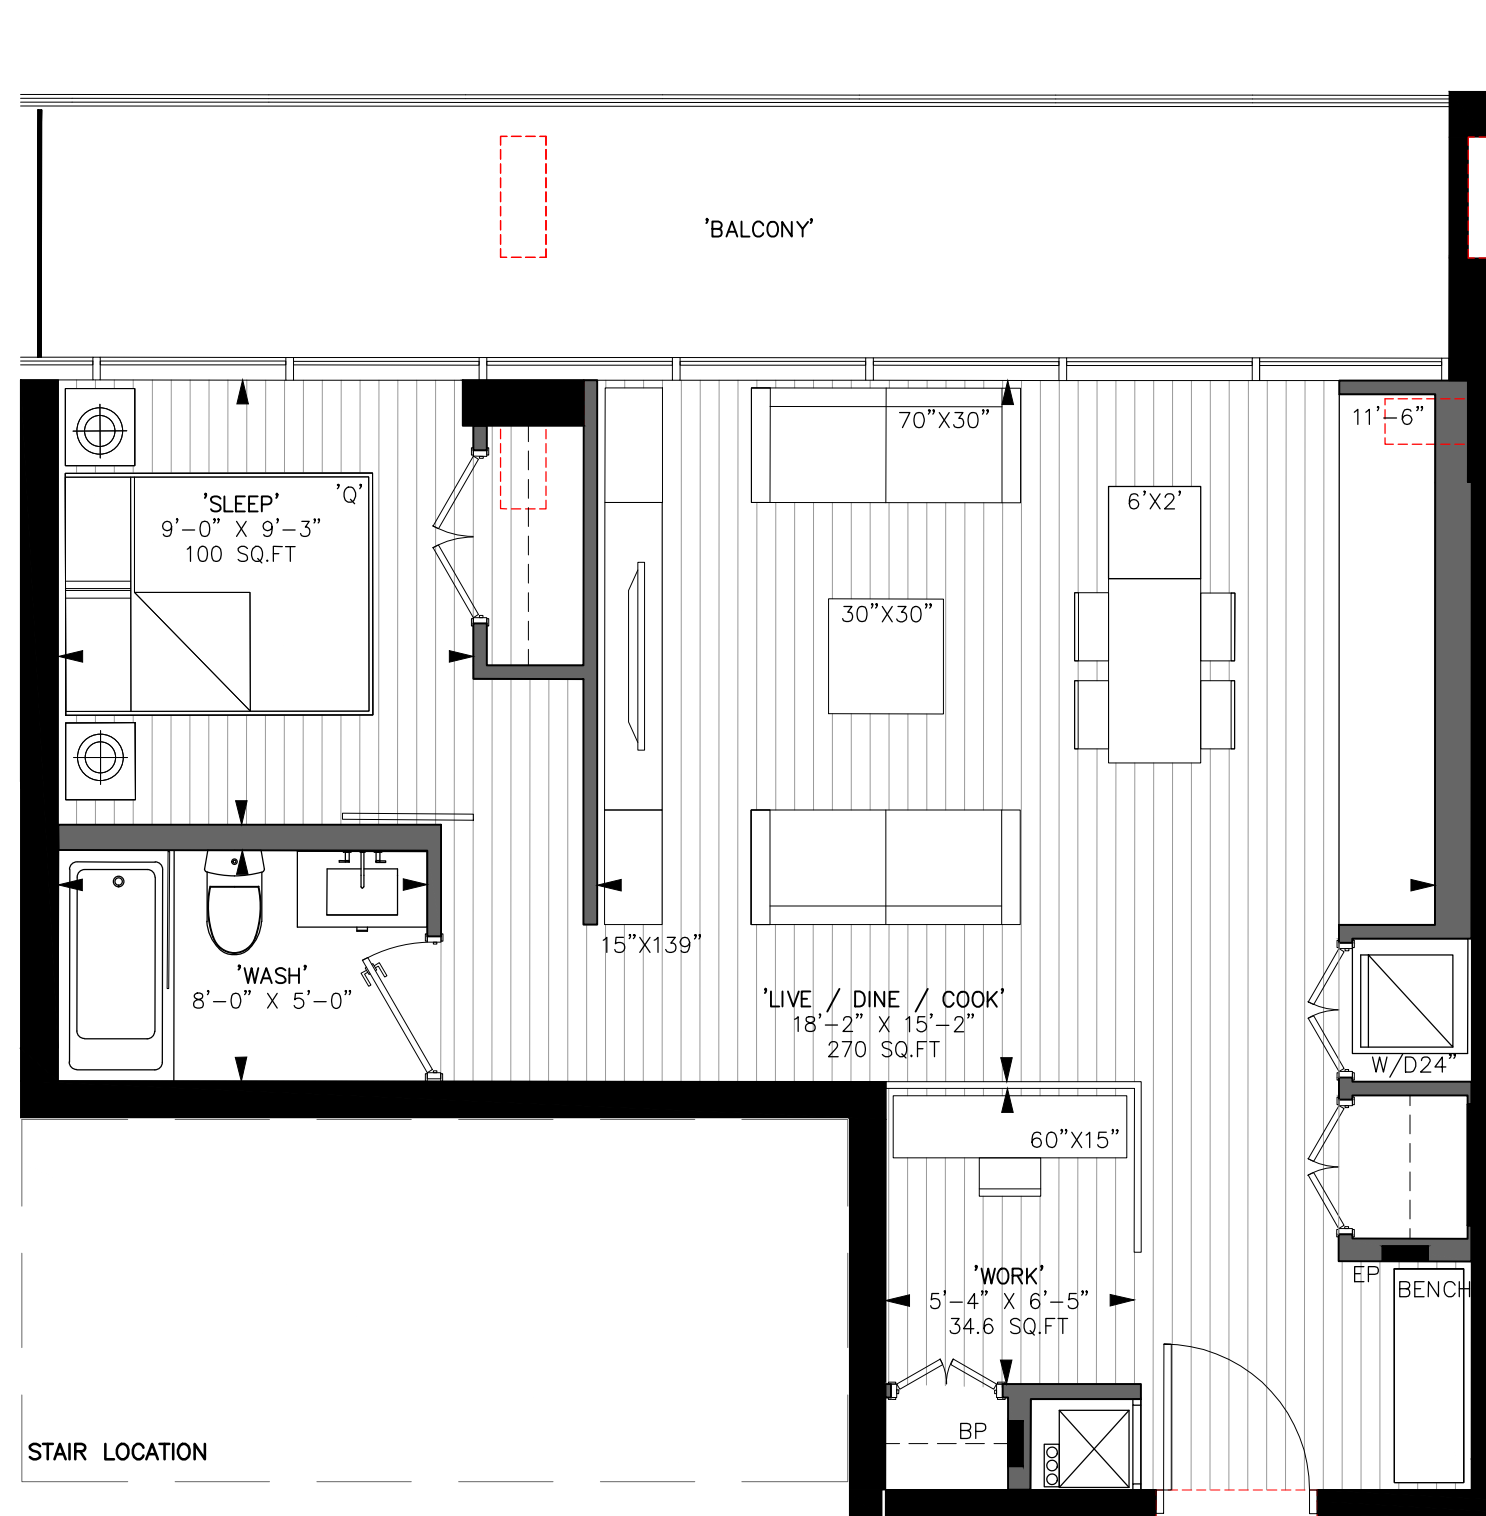 'BALCONY'
70"X30"
11'-6"
'Q'
'SLEEP'
9'-0" X 9'-3"
100 SQ.FT
6'X2'
30"X30"
15"X139"
'WASH'
8'-0" X 5'-0"
'LIVE / DINE / COOK'
18'-2" X 15'-2"
270 SQ.FT
W/D24"
60"X15"
'WORK'
5'-4" X 6'-5"
34.6 SQ.FT
EP
BENCH
BP
STAIR LOCATION